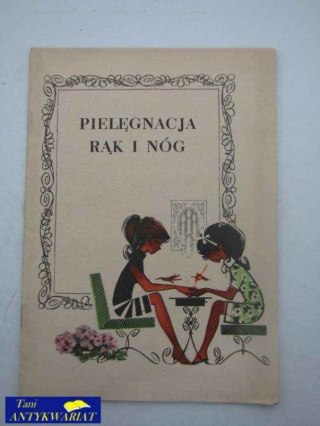 PIELĘGNACJA
RĄK I NÓG
Tani
ANTYKWARIAT